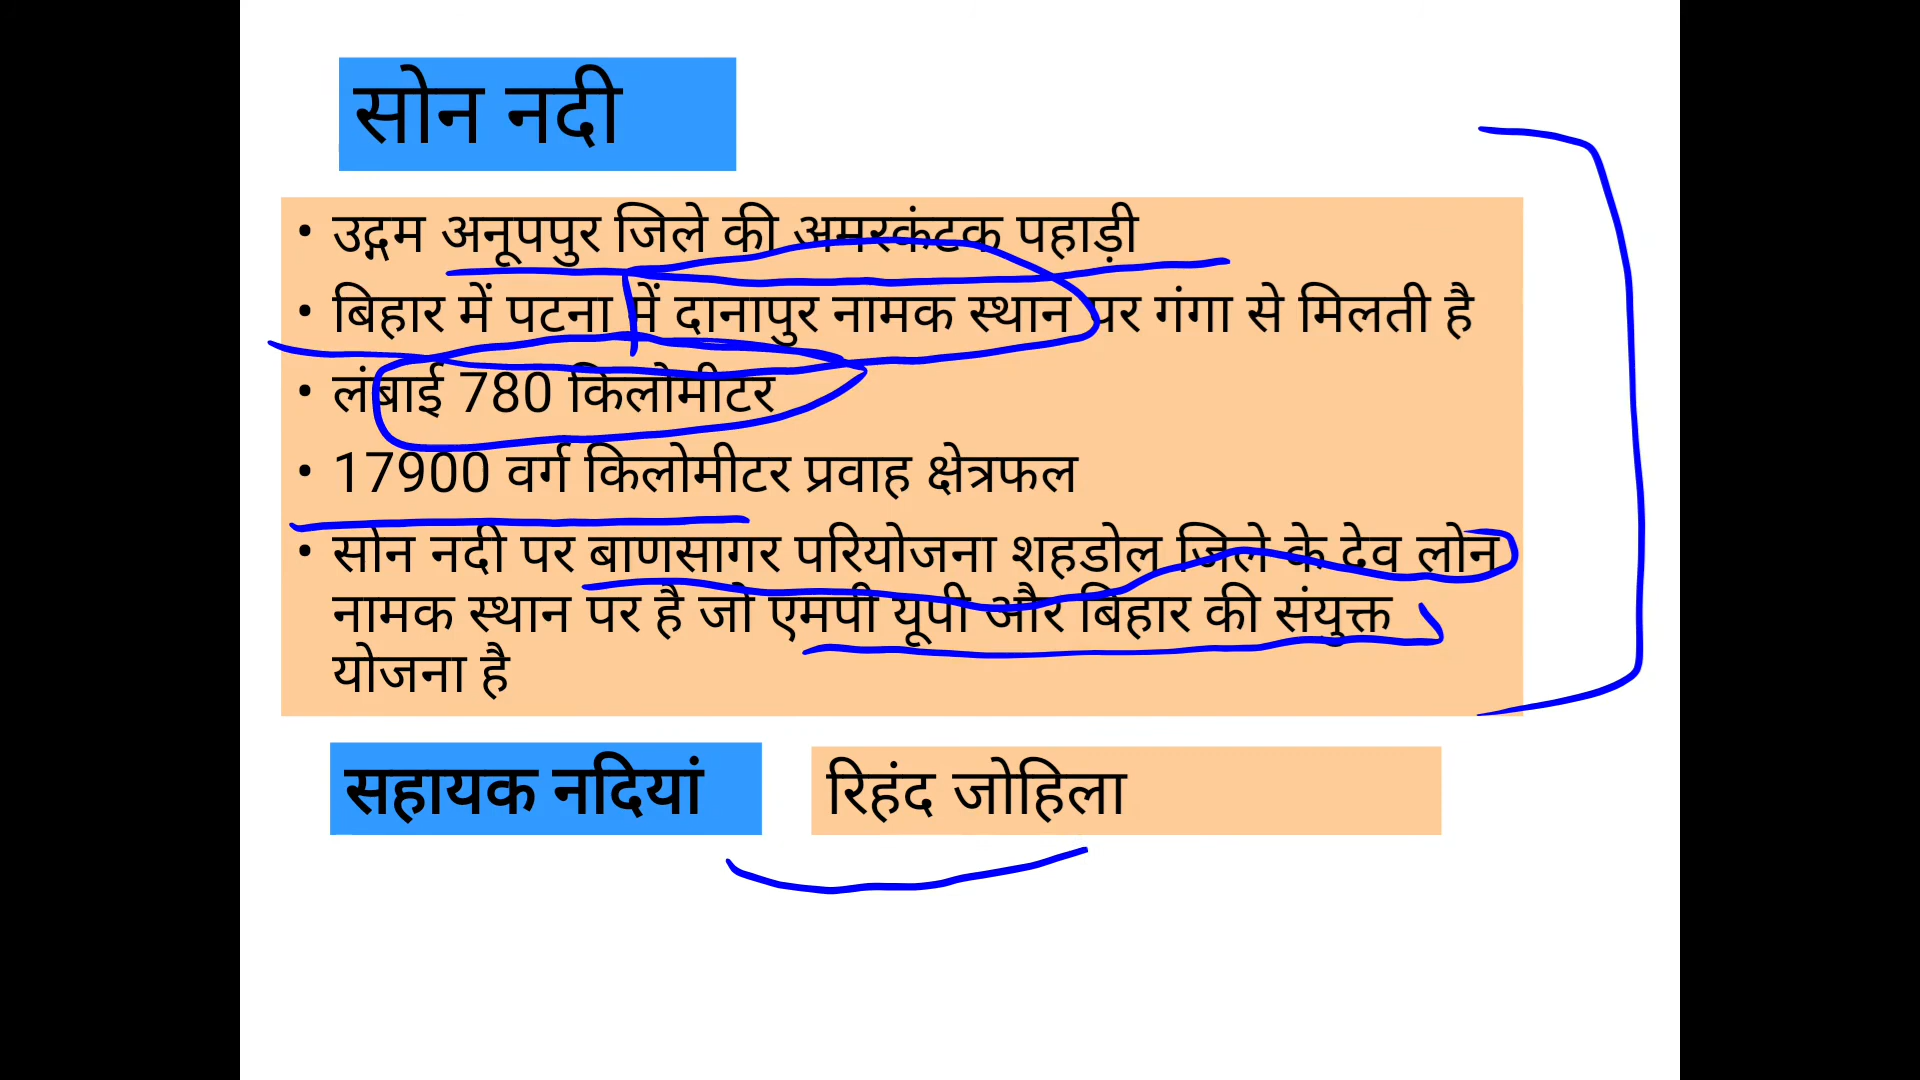 सोन नदी
• उद्गम अनूपपुर जिले की अमरकंटक पहाड़ी
• बिहार में पटना में दानापुर नामक स्थान पर गंगा से मिलती है
• लंबाई 780 किलोमीटर
• 17900 वर्ग किलोमीटर प्रवाह क्षेत्रफल
• सोन नदी पर बाणसागर परियोजना शहडोल जिले के देव लोन
नामक स्थान पर है जो एमपी यूपी और बिहार की संयुक्त
योजना है
सहायक नदियां
रिहंद जोहिला